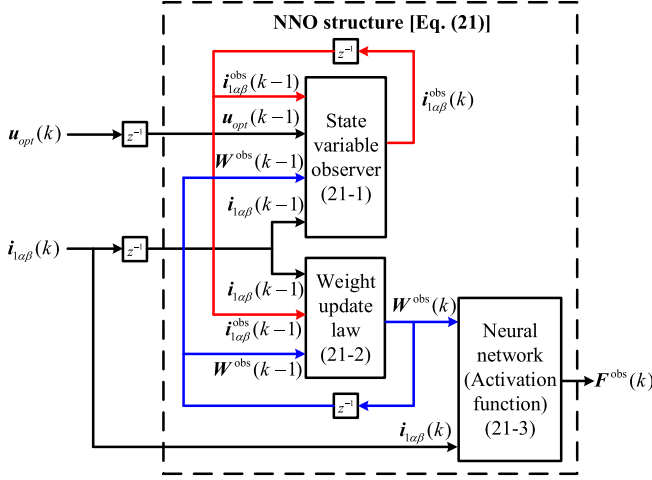 NNO structure [Eq. (21)]
z⁻¹
i₁αβ^obs(k−1)
i₁αβ^obs(k)
u_opt(k)
z⁻¹
u_opt(k−1)
State
variable
observer
(21-1)
W^obs(k−1)
i₁αβ(k−1)
i₁αβ(k)
z⁻¹
i₁αβ(k−1)
Weight
update
law
(21-2)
i₁αβ^obs(k−1)
W^obs(k−1)
W^obs(k)
z⁻¹
Neural
network
(Activation
function)
(21-3)
F^obs(k)
i₁αβ(k)